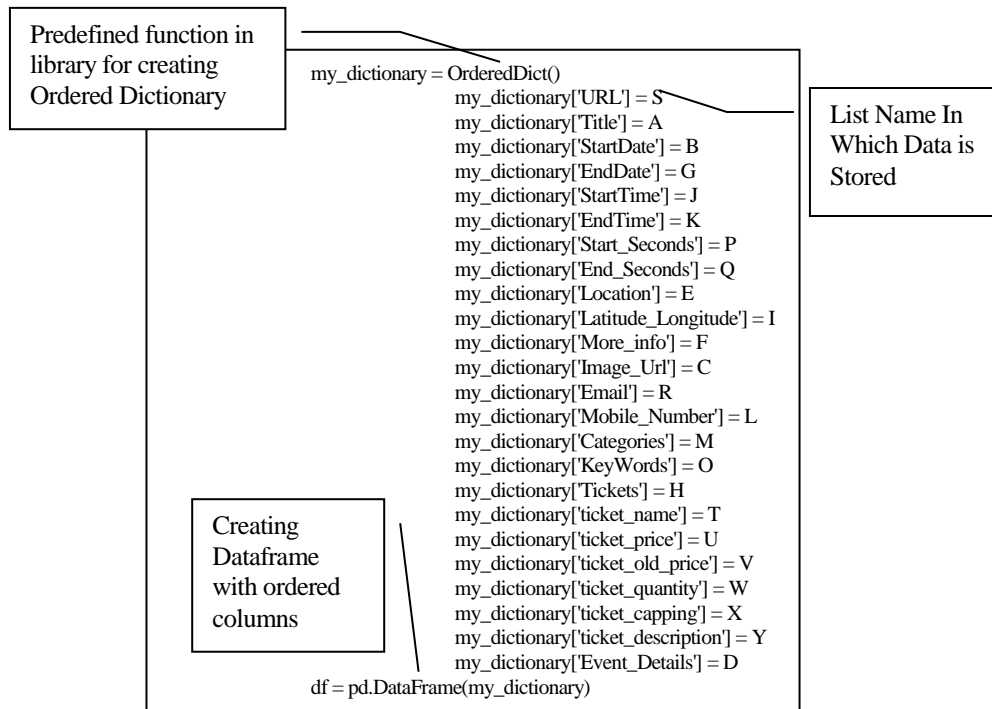 Predefined function in
library for creating
Ordered Dictionary
my_dictionary = OrderedDict()
my_dictionary['URL'] = S
my_dictionary['Title'] = A
my_dictionary['StartDate'] = B
my_dictionary['EndDate'] = G
my_dictionary['StartTime'] = J
my_dictionary['EndTime'] = K
my_dictionary['Start_Seconds'] = P
my_dictionary['End_Seconds'] = Q
my_dictionary['Location'] = E
my_dictionary['Latitude_Longitude'] = I
my_dictionary['More_info'] = F
my_dictionary['Image_Url'] = C
my_dictionary['Email'] = R
my_dictionary['Mobile_Number'] = L
my_dictionary['Categories'] = M
my_dictionary['KeyWords'] = O
my_dictionary['Tickets'] = H
my_dictionary['ticket_name'] = T
my_dictionary['ticket_price'] = U
my_dictionary['ticket_old_price'] = V
my_dictionary['ticket_quantity'] = W
my_dictionary['ticket_capping'] = X
my_dictionary['ticket_description'] = Y
my_dictionary['Event_Details'] = D
df = pd.DataFrame(my_dictionary)
List Name In
Which Data is
Stored
Creating
Dataframe
with ordered
columns